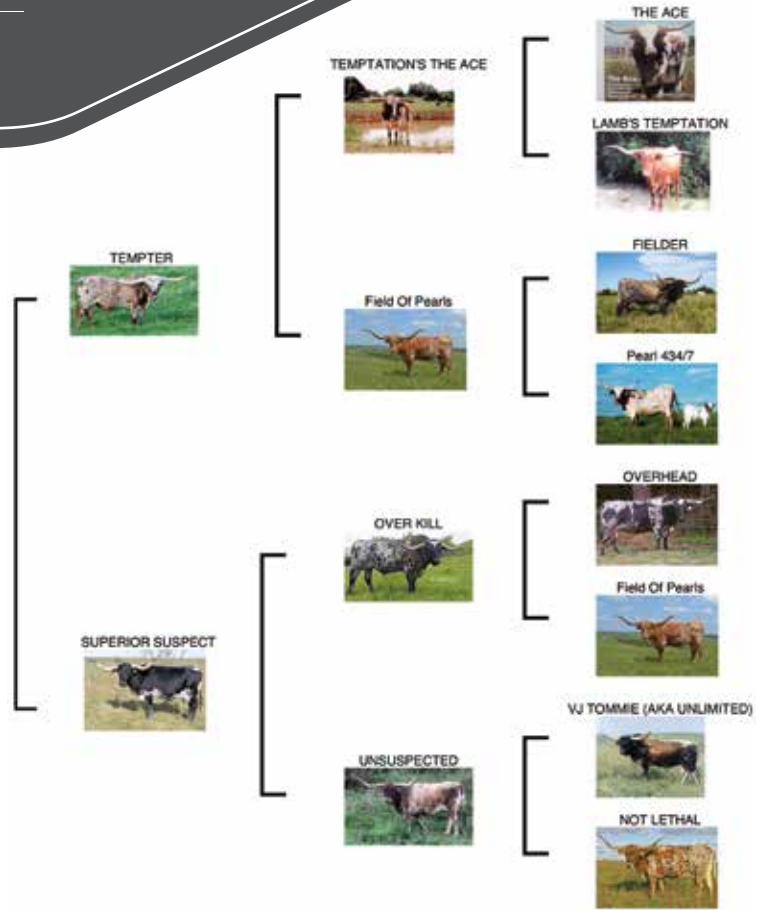 THE ACE
TEMPTATION'S THE ACE
LAMB'S TEMPTATION
TEMPTER
FIELDER
Field Of Pearls
Pearl 434/7
OVERHEAD
OVER KILL
Field Of Pearls
SUPERIOR SUSPECT
VJ TOMMIE (AKA UNLIMITED)
UNSUSPECTED
NOT LETHAL